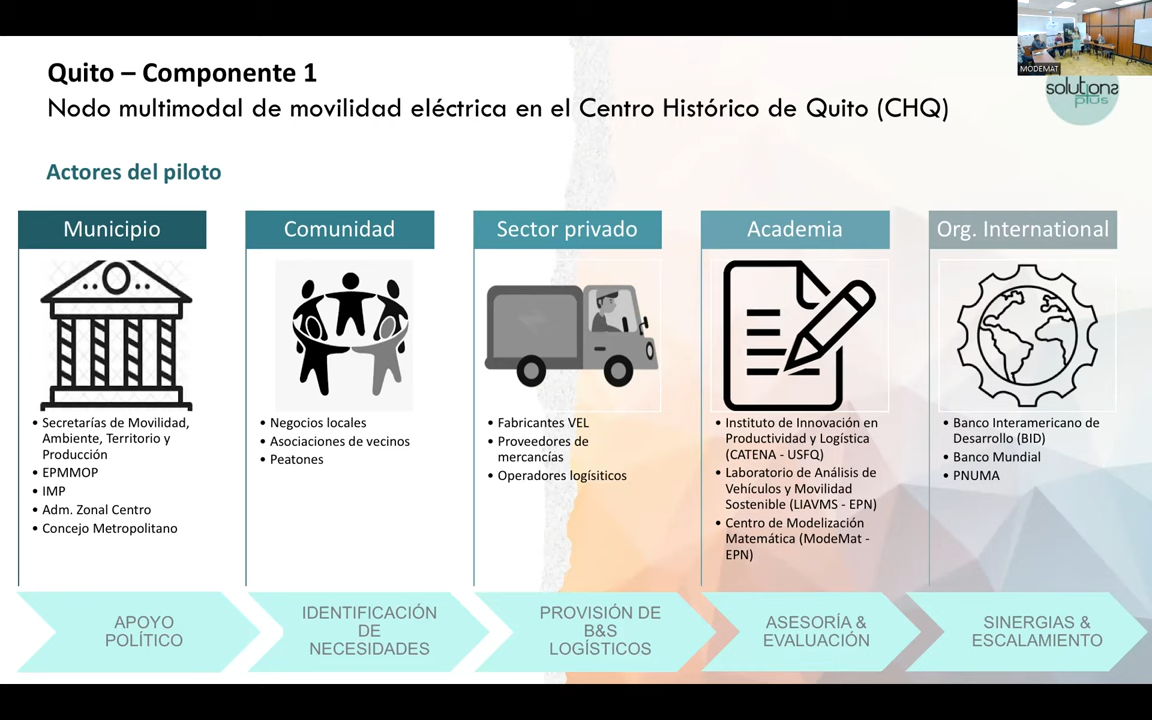 Quito – Componente 1
Nodo multimodal de movilidad eléctrica en el Centro Histórico de Quito (CHQ)
MODEMAT
solutions
plus
Actores del piloto
Municipio
• Secretarías de Movilidad,
Ambiente, Territorio y
Producción
• EPMMOP
• IMP
• Adm. Zonal Centro
• Concejo Metropolitano
Comunidad
• Negocios locales
• Asociaciones de vecinos
• Peatones
Sector privado
• Fabricantes VEL
• Proveedores de
mercancías
• Operadores logísiticos
Academia
• Instituto de Innovación en
Productividad y Logística
(CATENA - USFQ)
• Laboratorio de Análisis de
Vehículos y Movilidad
Sostenible (LIAVMS - EPN)
• Centro de Modelización
Matemática (ModeMat -
EPN)
Org. International
• Banco Interamericano de
Desarrollo (BID)
• Banco Mundial
• PNUMA
APOYO
POLÍTICO
IDENTIFICACIÓN
DE
NECESIDADES
PROVISIÓN DE
B&S
LOGÍSTICOS
ASESORÍA &
EVALUACIÓN
SINERGIAS &
ESCALAMIENTO